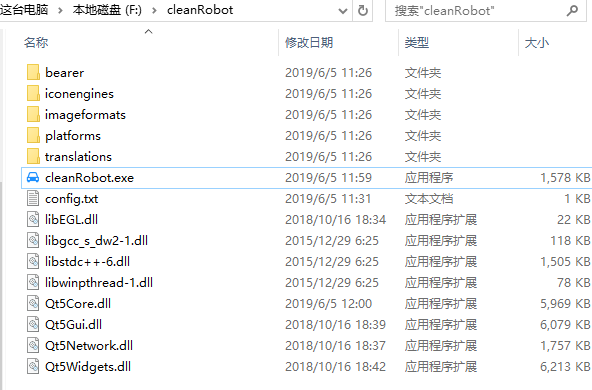 这台电脑 本地磁盘 (F:) cleanRobot 搜索"cleanRobot"
名称 修改日期 类型 大小
bearer 2019/6/5 11:26 文件夹
iconengines 2019/6/5 11:26 文件夹
imageformats 2019/6/5 11:26 文件夹
platforms 2019/6/5 11:26 文件夹
translations 2019/6/5 11:26 文件夹
cleanRobot.exe 2019/6/5 11:59 应用程序 1,578 KB
config.txt 2019/6/5 11:31 文本文档 1 KB
libEGL.dll 2018/10/16 18:34 应用程序扩展 22 KB
libgcc_s_dw2-1.dll 2015/12/29 6:25 应用程序扩展 118 KB
libstdc++-6.dll 2015/12/29 6:25 应用程序扩展 1,505 KB
libwinpthread-1.dll 2015/12/29 6:25 应用程序扩展 78 KB
Qt5Core.dll 2019/6/5 12:00 应用程序扩展 5,969 KB
Qt5Gui.dll 2018/10/16 18:39 应用程序扩展 6,079 KB
Qt5Network.dll 2018/10/16 18:37 应用程序扩展 1,757 KB
Qt5Widgets.dll 2018/10/16 18:42 应用程序扩展 6,213 KB